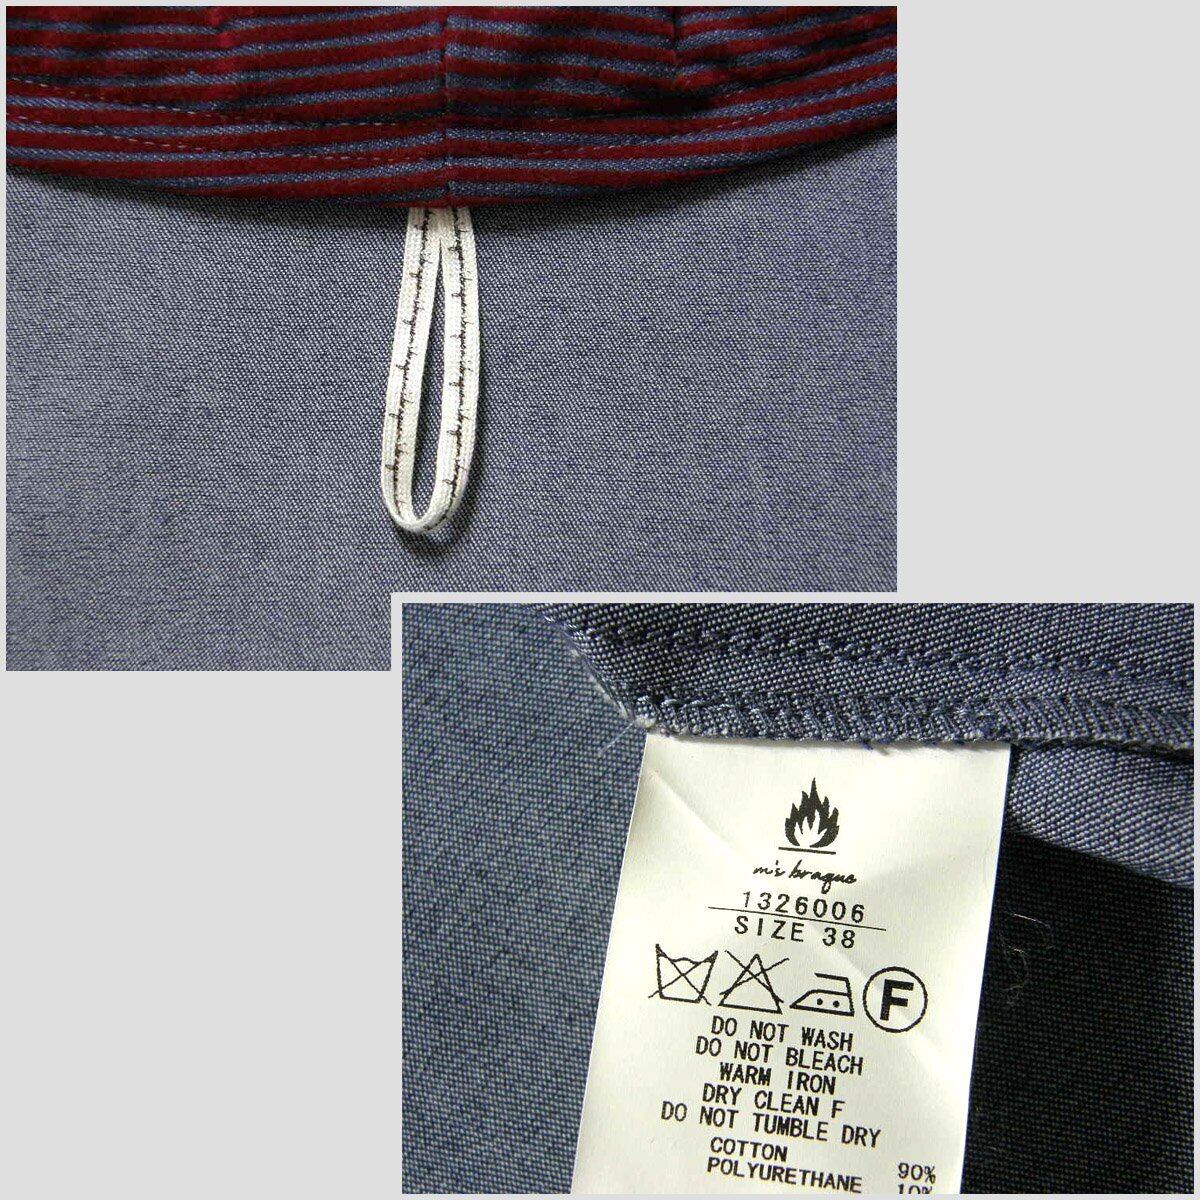 m's braque
1326006
SIZE 38
F
DO NOT WASH
DO NOT BLEACH
WARM IRON
DRY CLEAN F
DO NOT TUMBLE DRY
COTTON 90%
POLYURETHANE 10%